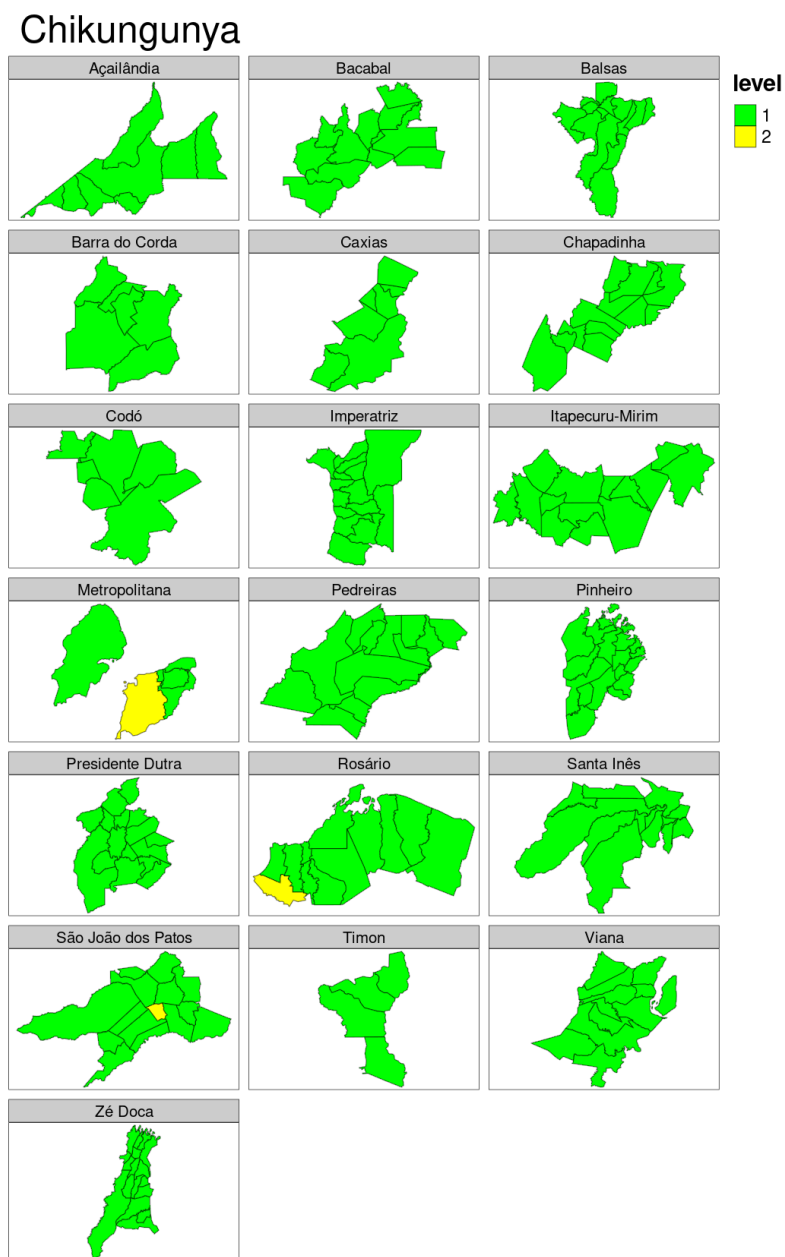 Chikungunya
Açailândia
Bacabal
Balsas
level
1
2
Barra do Corda
Caxias
Chapadinha
Codó
Imperatriz
Itapecuru-Mirim
Metropolitana
Pedreiras
Pinheiro
Presidente Dutra
Rosário
Santa Inês
São João dos Patos
Timon
Viana
Zé Doca